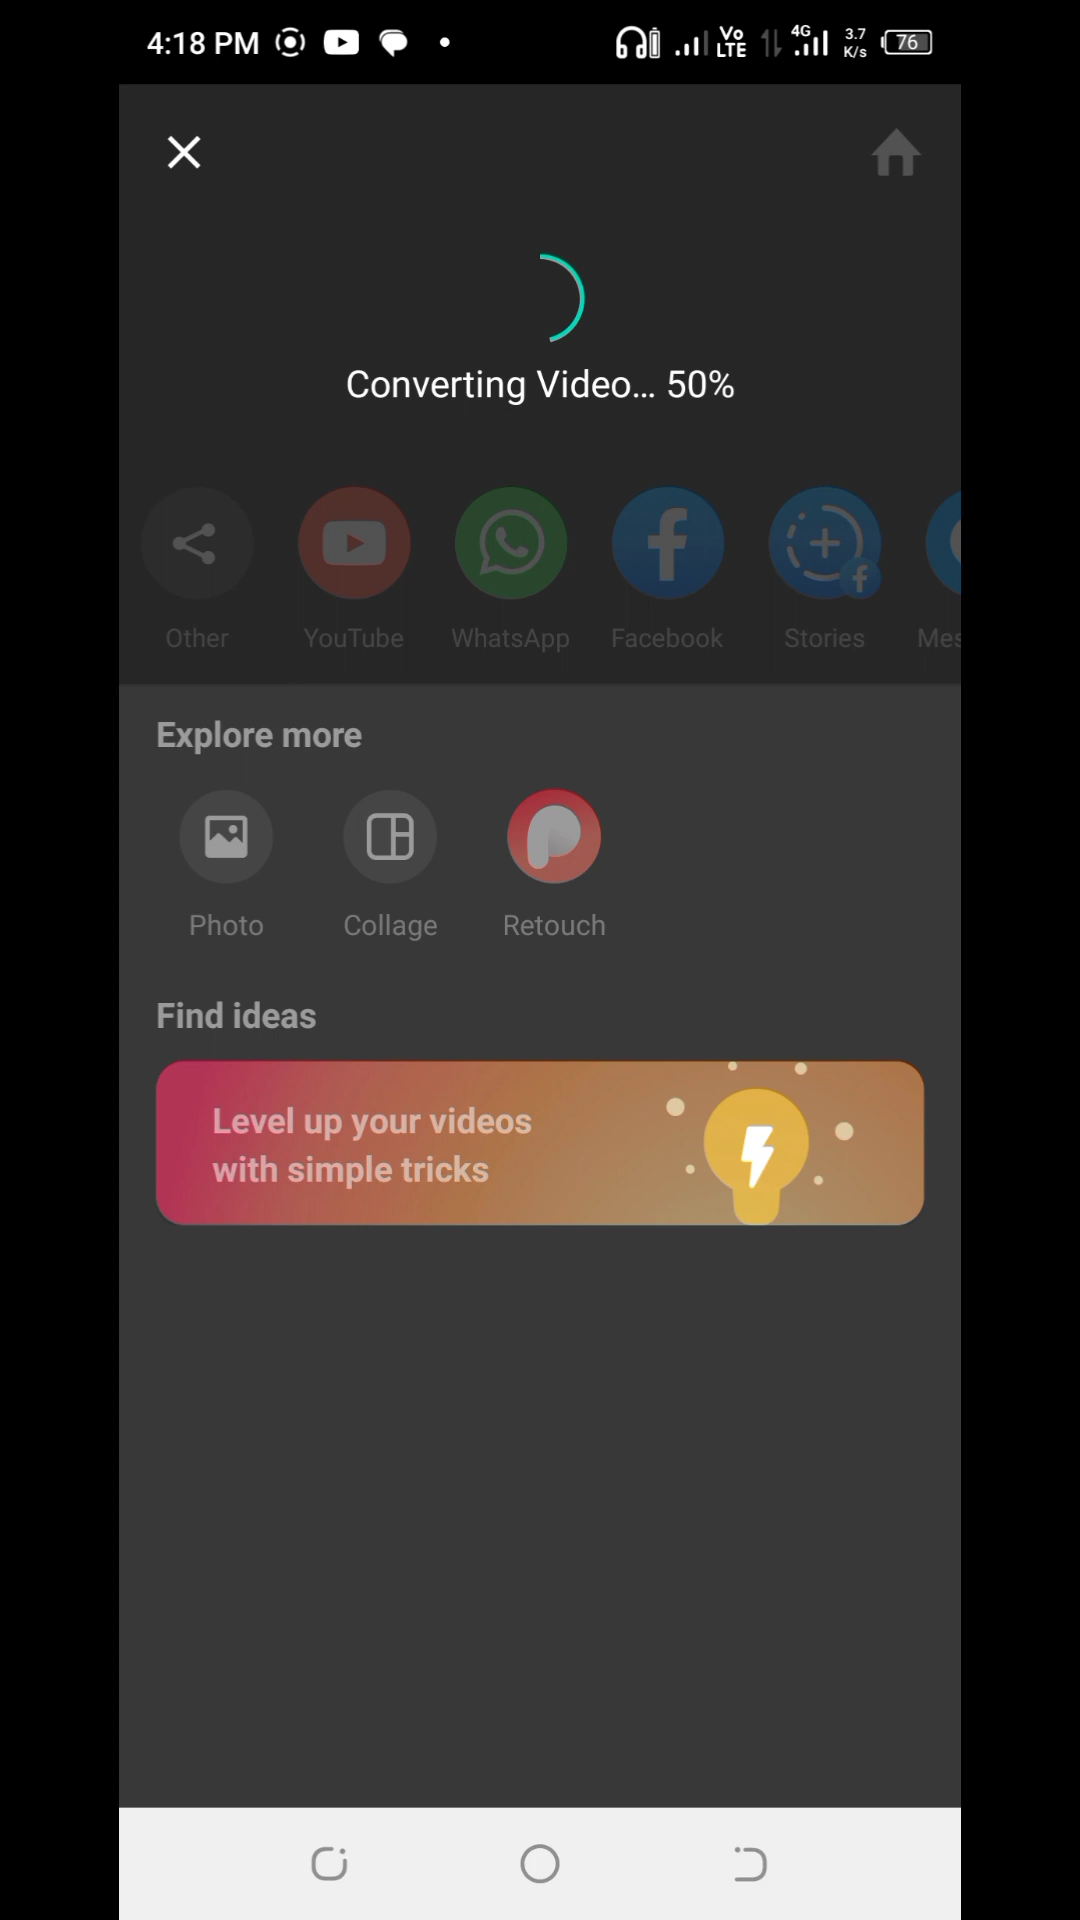 4:18 PM
Vo
LTE
4G
3.7
K/s
76
Converting Video... 50%
Other
YouTube
WhatsApp
Facebook
Stories
Mes
Explore more
Photo
Collage
Retouch
Find ideas
Level up your videos
with simple tricks